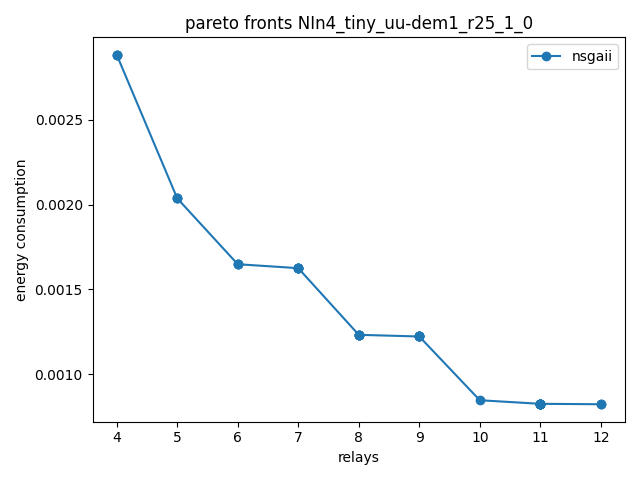 pareto fronts NIn4_tiny_uu-dem1_r25_1_0
nsgaii
energy consumption
0.0025
0.0020
0.0015
0.0010
4 5 6 7 8 9 10 11 12
relays